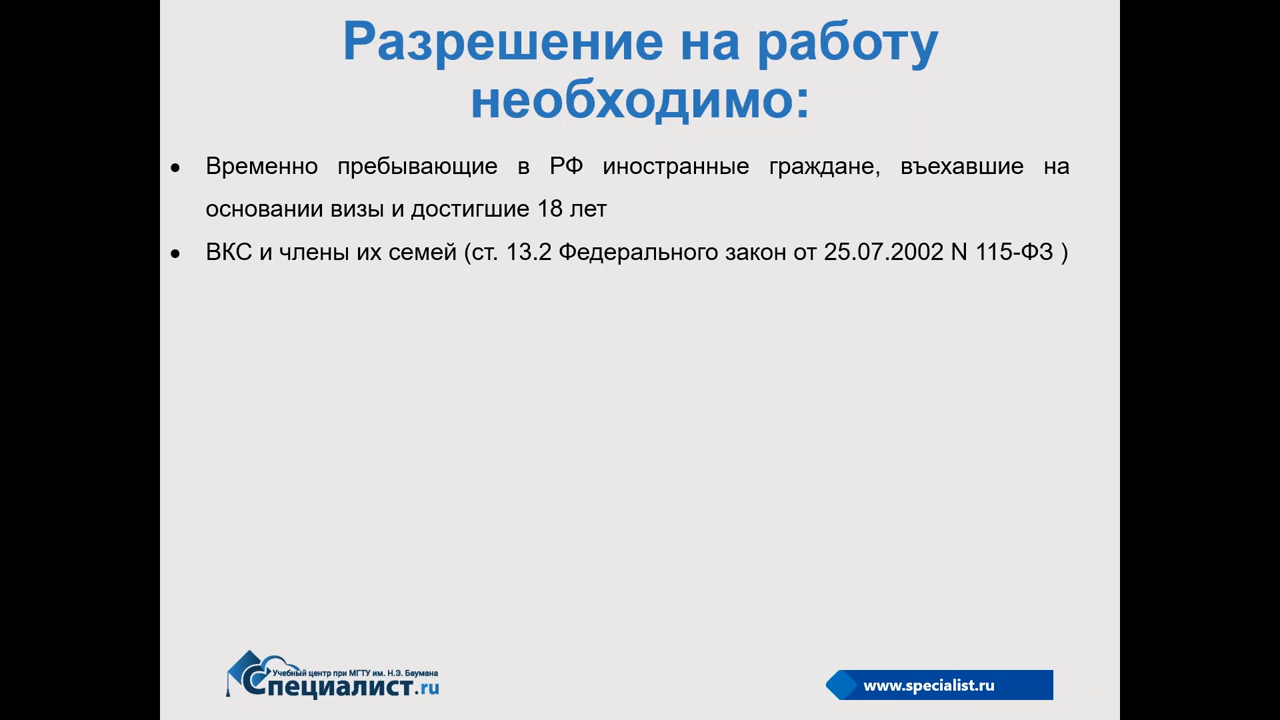 Разрешение на работу
необходимо:
• Временно пребывающие в РФ иностранные граждане, въехавшие на
основании визы и достигшие 18 лет
• ВКС и члены их семей (ст. 13.2 Федерального закон от 25.07.2002 N 115-ФЗ )
Учебный центр при МГТУ им. Н.Э. Баумана
Специалист.ru
www.specialist.ru